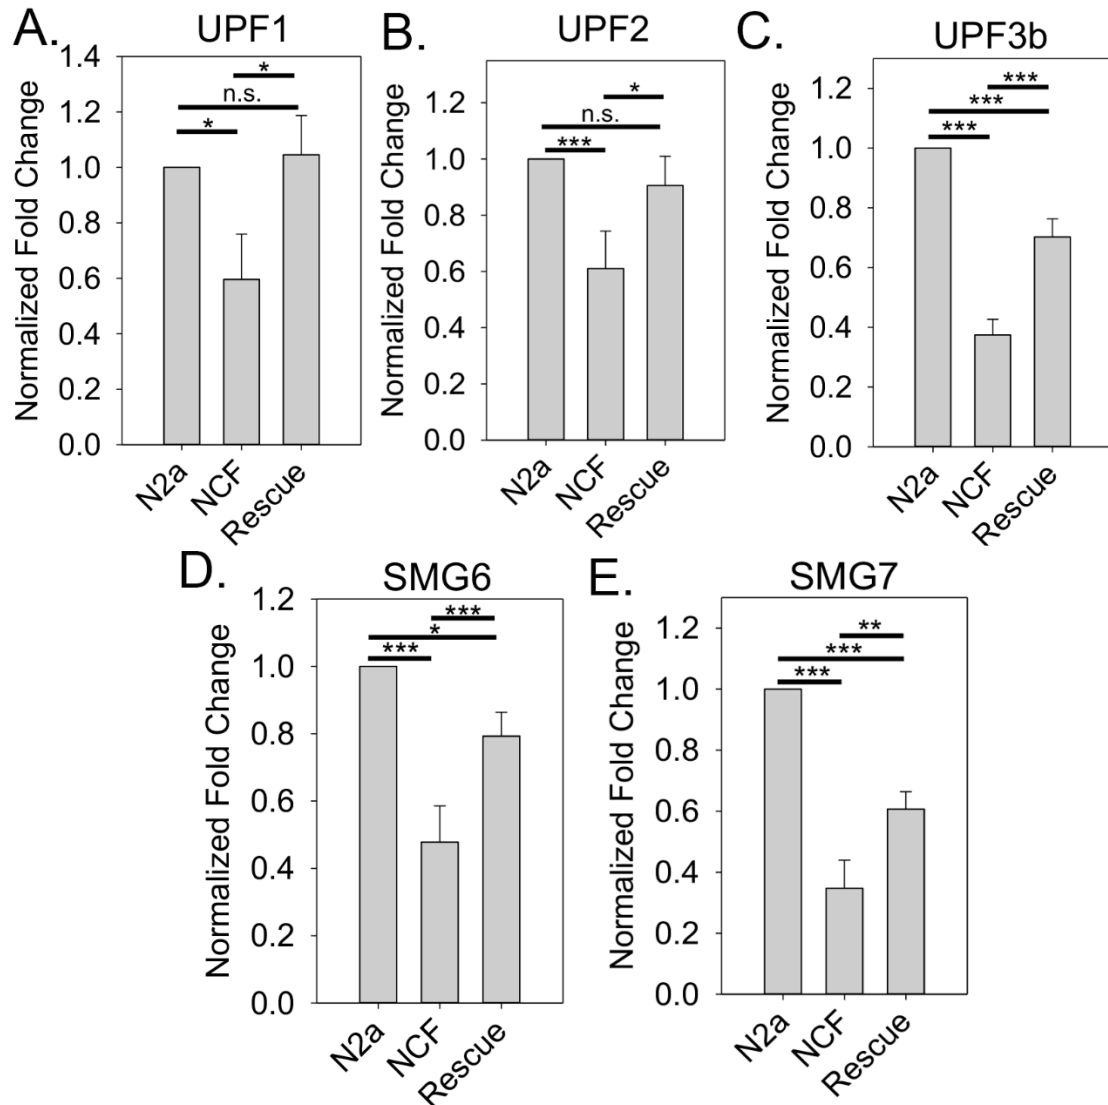 A.
UPF1
Normalized Fold Change
1.4
1.2
1.0
0.8
0.6
0.4
0.2
0.0
*
n.s.
*
N2a
NCF
Rescue
B.
UPF2
Normalized Fold Change
1.2
1.0
0.8
0.6
0.4
0.2
0.0
*
n.s.
***
N2a
NCF
Rescue
C.
UPF3b
Normalized Fold Change
1.2
1.0
0.8
0.6
0.4
0.2
0.0
***
***
***
N2a
NCF
Rescue
D.
SMG6
Normalized Fold Change
1.2
1.0
0.8
0.6
0.4
0.2
0.0
***
*
***
N2a
NCF
Rescue
E.
SMG7
Normalized Fold Change
1.2
1.0
0.8
0.6
0.4
0.2
0.0
**
***
***
N2a
NCF
Rescue